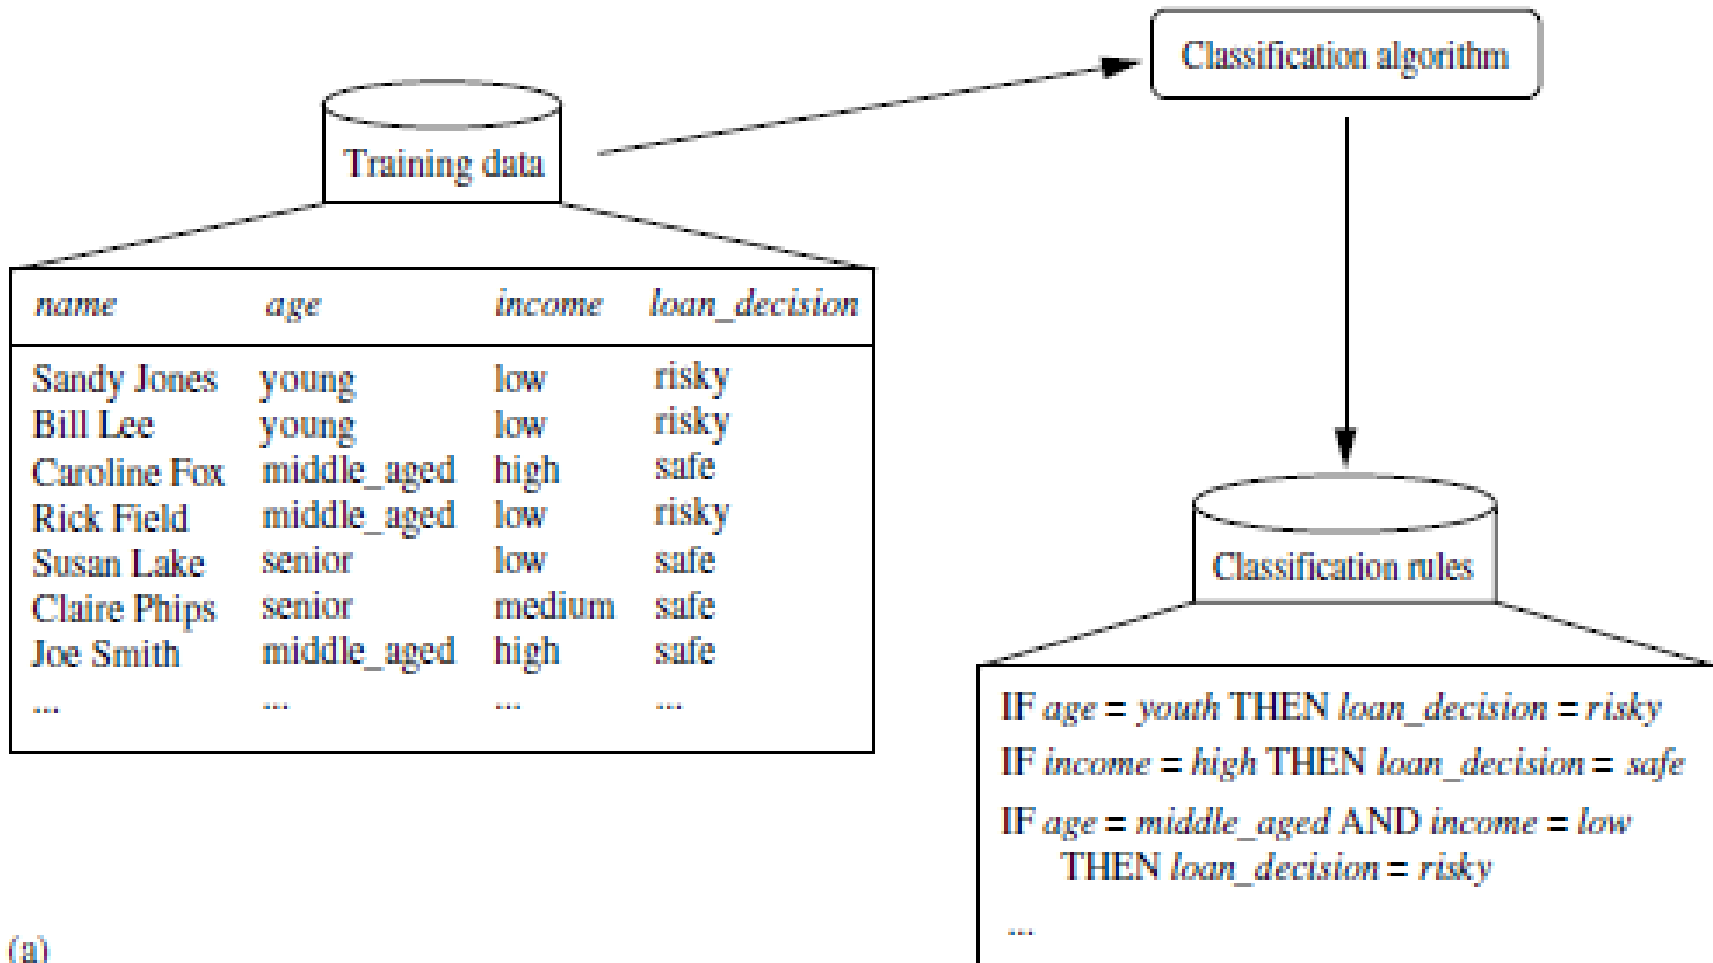 Classification algorithm
Training data
name age income loan_decision
Sandy Jones young low risky
Bill Lee young low risky
Caroline Fox middle_aged high safe
Rick Field middle_aged low risky
Susan Lake senior low safe
Claire Phips senior medium safe
Joe Smith middle_aged high safe
... ... ... ...
Classification rules
IF age = youth THEN loan_decision = risky
IF income = high THEN loan_decision = safe
IF age = middle_aged AND income = low
THEN loan_decision = risky
...
(a)